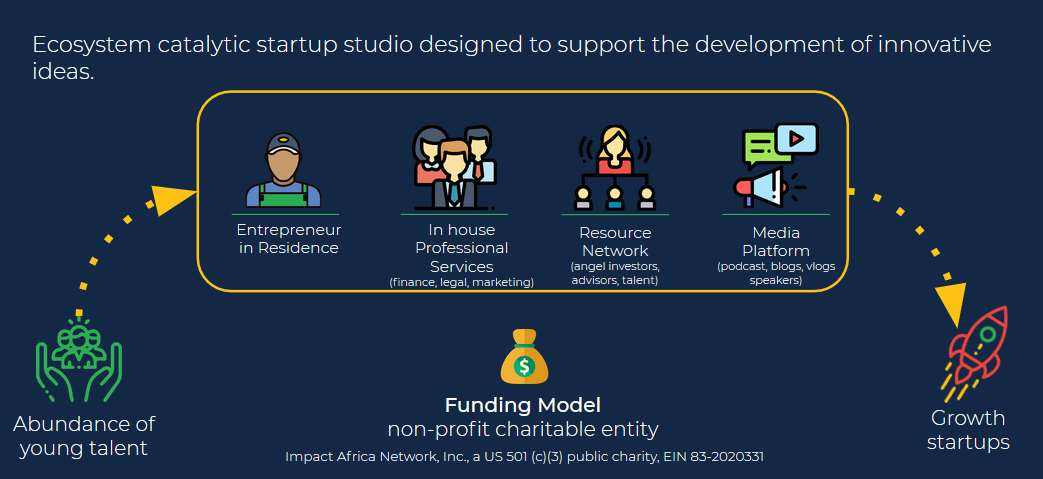 Ecosystem catalytic startup studio designed to support the development of innovative
ideas.
Entrepreneur
in Residence
In house
Professional
Services
(finance, legal, marketing)
Resource
Network
(angel investors,
advisors, talent)
Media
Platform
(podcast, blogs, vlogs
speakers)
Abundance of
young talent
$
Funding Model
non-profit charitable entity
Impact Africa Network, Inc., a US 501 (c)(3) public charity, EIN 83-2020331
Growth
startups